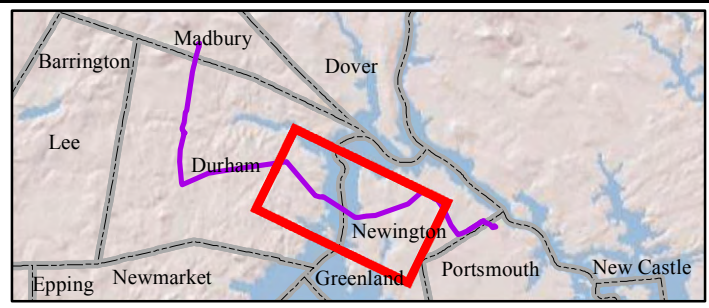 Madbury
Barrington
Dover
Lee
Durham
Newington
Epping
Newmarket
Greenland
Portsmouth
New Castle